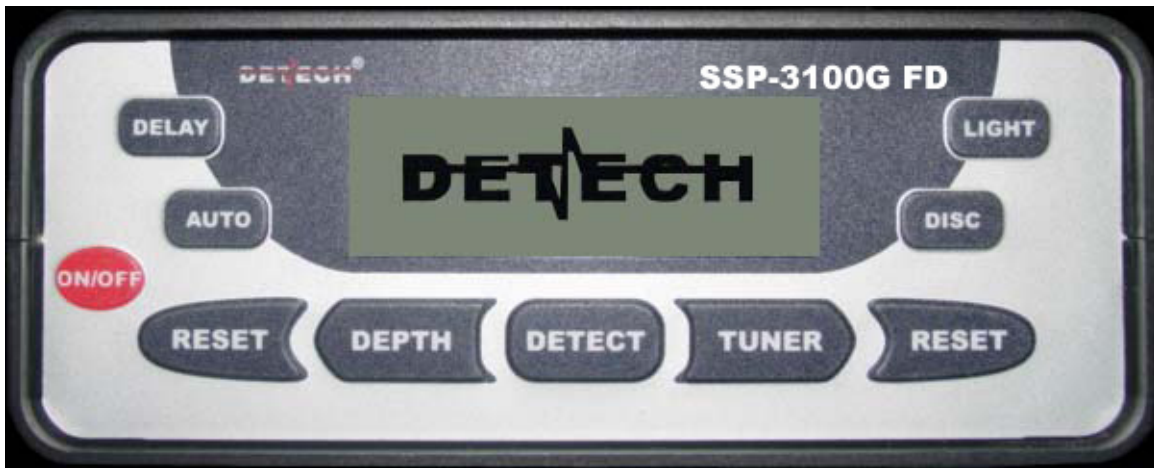 DETECH®
SSP-3100G FD
DELAY
DETECH
LIGHT
AUTO
DISC
ON/OFF
RESET
DEPTH
DETECT
TUNER
RESET